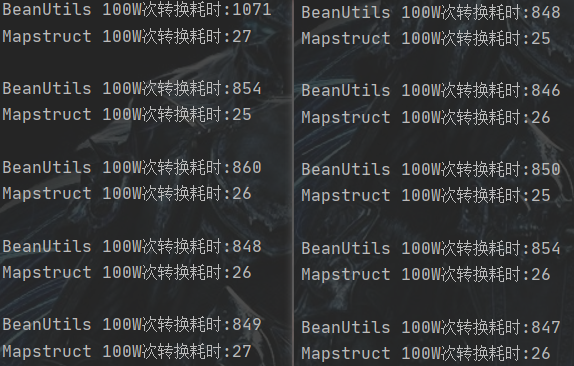 BeanUtils 100W次转换耗时:1071
Mapstruct 100W次转换耗时:27
BeanUtils 100W次转换耗时:854
Mapstruct 100W次转换耗时:25
BeanUtils 100W次转换耗时:860
Mapstruct 100W次转换耗时:26
BeanUtils 100W次转换耗时:848
Mapstruct 100W次转换耗时:26
BeanUtils 100W次转换耗时:849
Mapstruct 100W次转换耗时:27
BeanUtils 100W次转换耗时:848
Mapstruct 100W次转换耗时:25
BeanUtils 100W次转换耗时:846
Mapstruct 100W次转换耗时:26
BeanUtils 100W次转换耗时:850
Mapstruct 100W次转换耗时:25
BeanUtils 100W次转换耗时:854
Mapstruct 100W次转换耗时:26
BeanUtils 100W次转换耗时:847
Mapstruct 100W次转换耗时:26